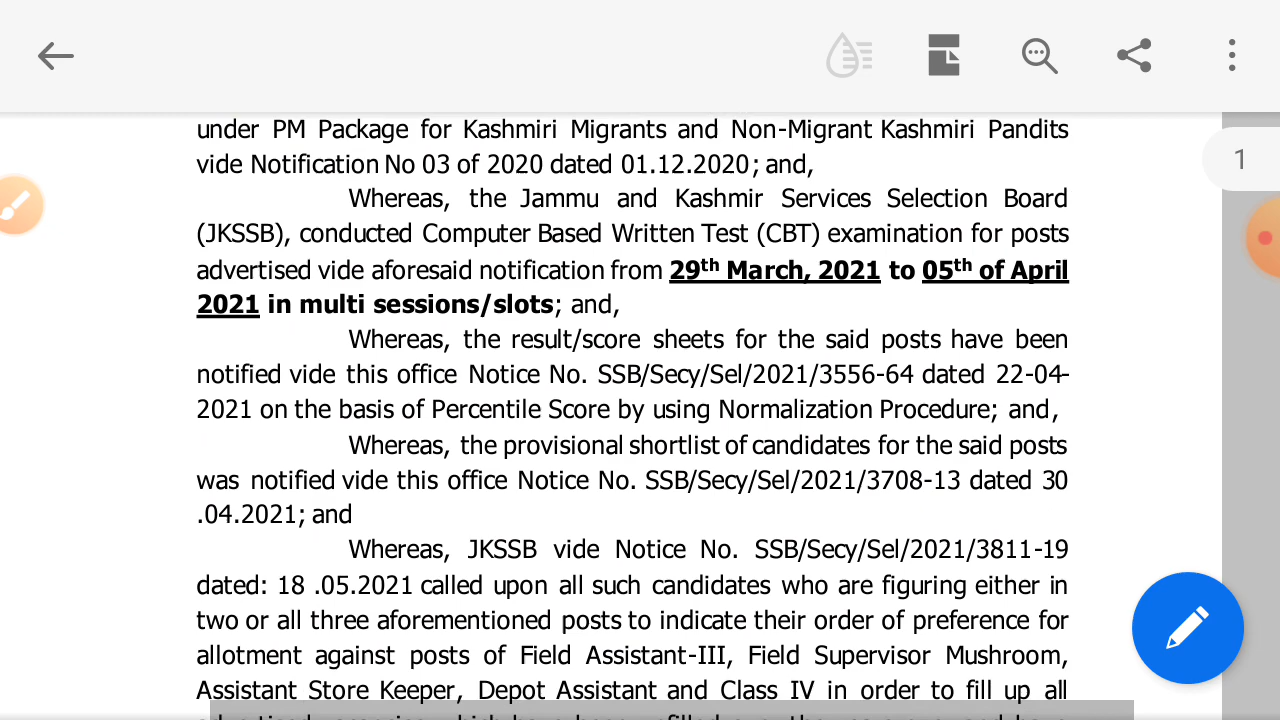 1
under PM Package for Kashmiri Migrants and Non-Migrant Kashmiri Pandits
vide Notification No 03 of 2020 dated 01.12.2020; and,
Whereas, the Jammu and Kashmir Services Selection Board
(JKSSB), conducted Computer Based Written Test (CBT) examination for posts
advertised vide aforesaid notification from 29th March, 2021 to 05th of April
2021 in multi sessions/slots; and,
Whereas, the result/score sheets for the said posts have been
notified vide this office Notice No. SSB/Secy/Sel/2021/3556-64 dated 22-04-
2021 on the basis of Percentile Score by using Normalization Procedure; and,
Whereas, the provisional shortlist of candidates for the said posts
was notified vide this office Notice No. SSB/Secy/Sel/2021/3708-13 dated 30
.04.2021; and
Whereas, JKSSB vide Notice No. SSB/Secy/Sel/2021/3811-19
dated: 18 .05.2021 called upon all such candidates who are figuring either in
two or all three aforementioned posts to indicate their order of preference for
allotment against posts of Field Assistant-III, Field Supervisor Mushroom,
Assistant Store Keeper, Depot Assistant and Class IV in order to fill up all